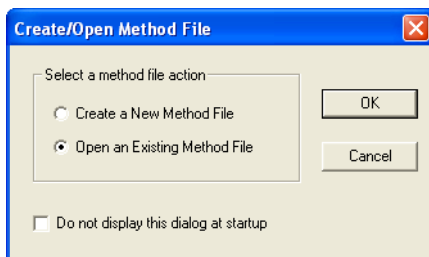 Create/Open Method File
Select a method file action
Create a New Method File
Open an Existing Method File
OK
Cancel
Do not display this dialog at startup